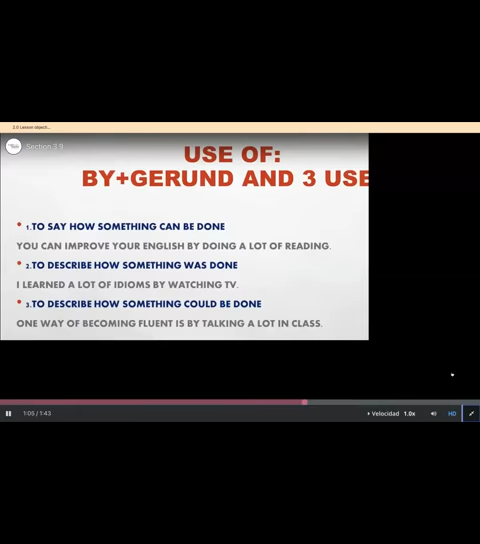 2.0 Lesson objecti...
Section 3.9
USE OF:
BY+GERUND AND 3 USE
1.TO SAY HOW SOMETHING CAN BE DONE
YOU CAN IMPROVE YOUR ENGLISH BY DOING A LOT OF READING.
2.TO DESCRIBE HOW SOMETHING WAS DONE
I LEARNED A LOT OF IDIOMS BY WATCHING TV.
3.TO DESCRIBE HOW SOMETHING COULD BE DONE
ONE WAY OF BECOMING FLUENT IS BY TALKING A LOT IN CLASS.
1:05 / 1:43 Velocidad 1.0x HD